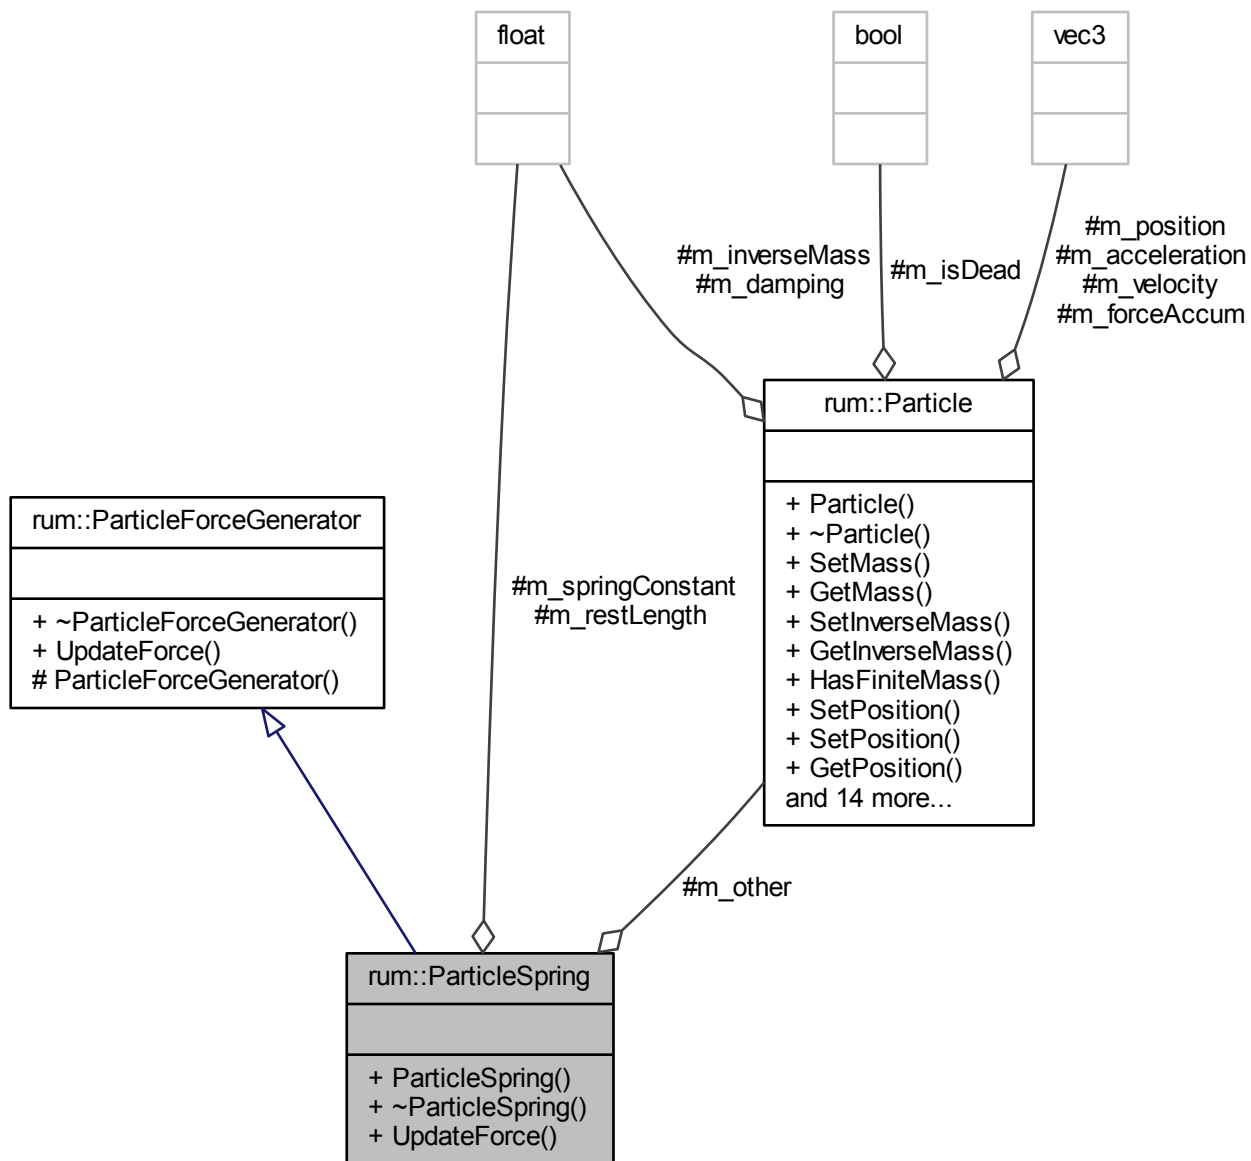 float
bool
vec3
#m_position
#m_acceleration
#m_velocity
#m_forceAccum
#m_inverseMass
#m_damping
#m_isDead
rum::Particle
+ Particle()
+ ~Particle()
+ SetMass()
+ GetMass()
+ SetInverseMass()
+ GetInverseMass()
+ HasFiniteMass()
+ SetPosition()
+ SetPosition()
+ GetPosition()
and 14 more...
rum::ParticleForceGenerator
+ ~ParticleForceGenerator()
+ UpdateForce()
# ParticleForceGenerator()
#m_springConstant
#m_restLength
#m_other
rum::ParticleSpring
+ ParticleSpring()
+ ~ParticleSpring()
+ UpdateForce()